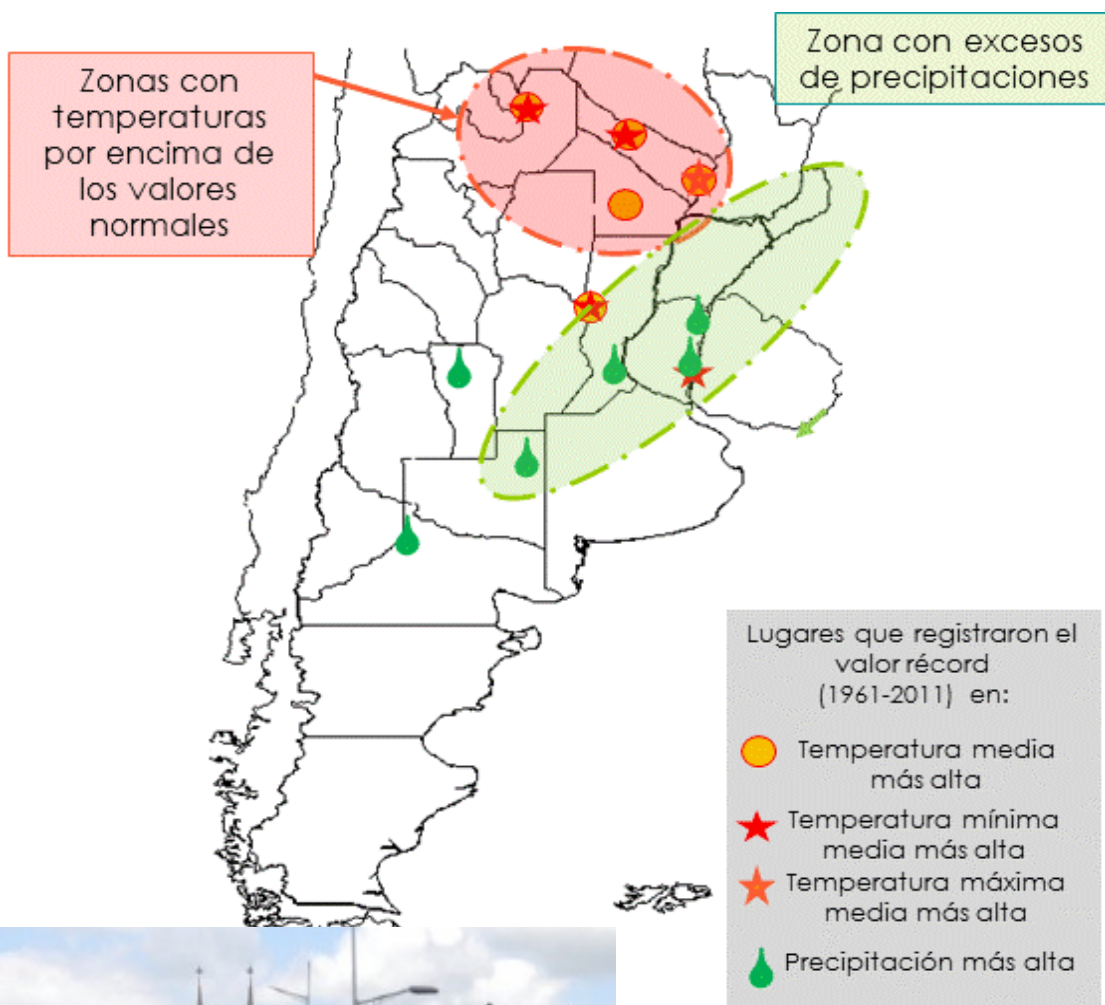 Zonas con
temperaturas
por encima de
los valores
normales
Zona con excesos
de precipitaciones
Lugares que registraron el
valor récord
(1961-2011) en:
Temperatura media
más alta
Temperatura mínima
media más alta
Temperatura máxima
media más alta
Precipitación más alta